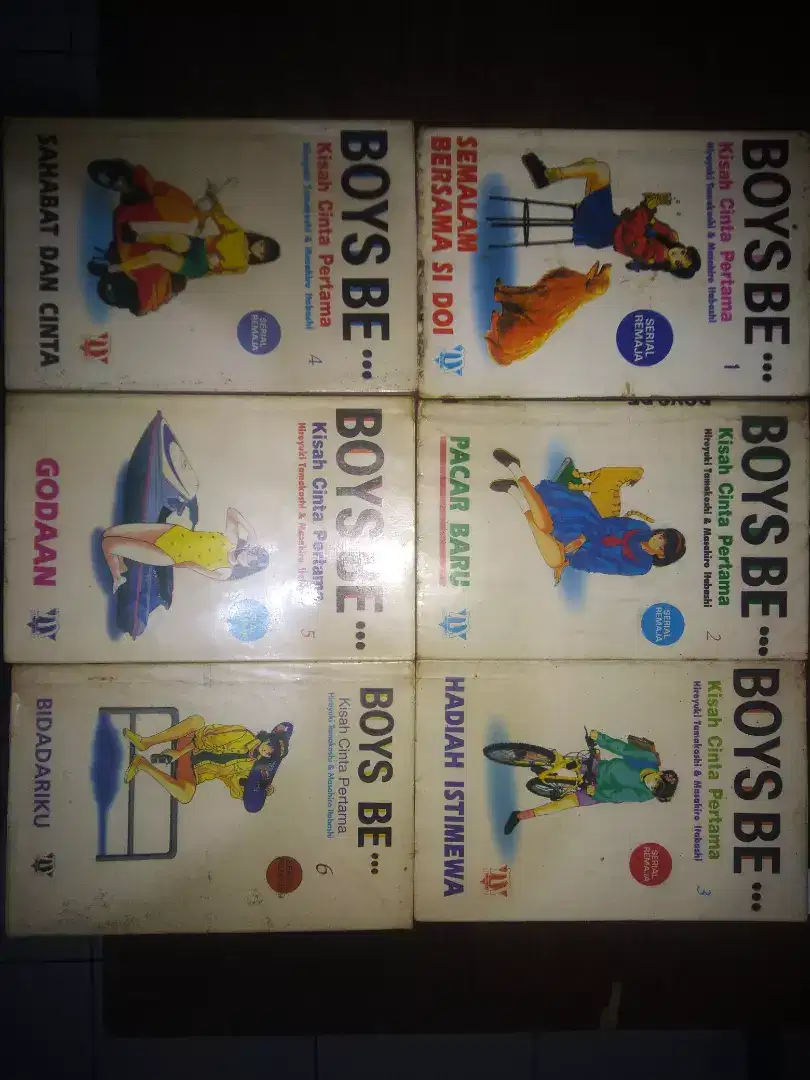 BOYS BE...
Kisah Cinta Pertama
Hiroyuki Tamakoshi & Masahiro Itabashi
1
SERIAL
REMAJA
SEMALAM
BERSAMA SI DOI
BOYS BE...
Kisah Cinta Pertama
Hiroyuki Tamakoshi & Masahiro Itabashi
2
SERIAL
REMAJA
PACAR BARU
BOYS BE...
Kisah Cinta Pertama
Hiroyuki Tamakoshi & Masahiro Itabashi
3
SERIAL
REMAJA
HADIAH ISTIMEWA
BOYS BE...
Kisah Cinta Pertama
Hiroyuki Tamakoshi & Masahiro Itabashi
4
SERIAL
REMAJA
SAHABAT DAN CINTA
BOYS BE...
Kisah Cinta Pertama
Hiroyuki Tamakoshi & Masahiro
5
GODAAN
BOYS BE...
Kisah Cinta Pertama
Hiroyuki Tamakoshi & Masahiro Itabashi
6
BIDADARIKU